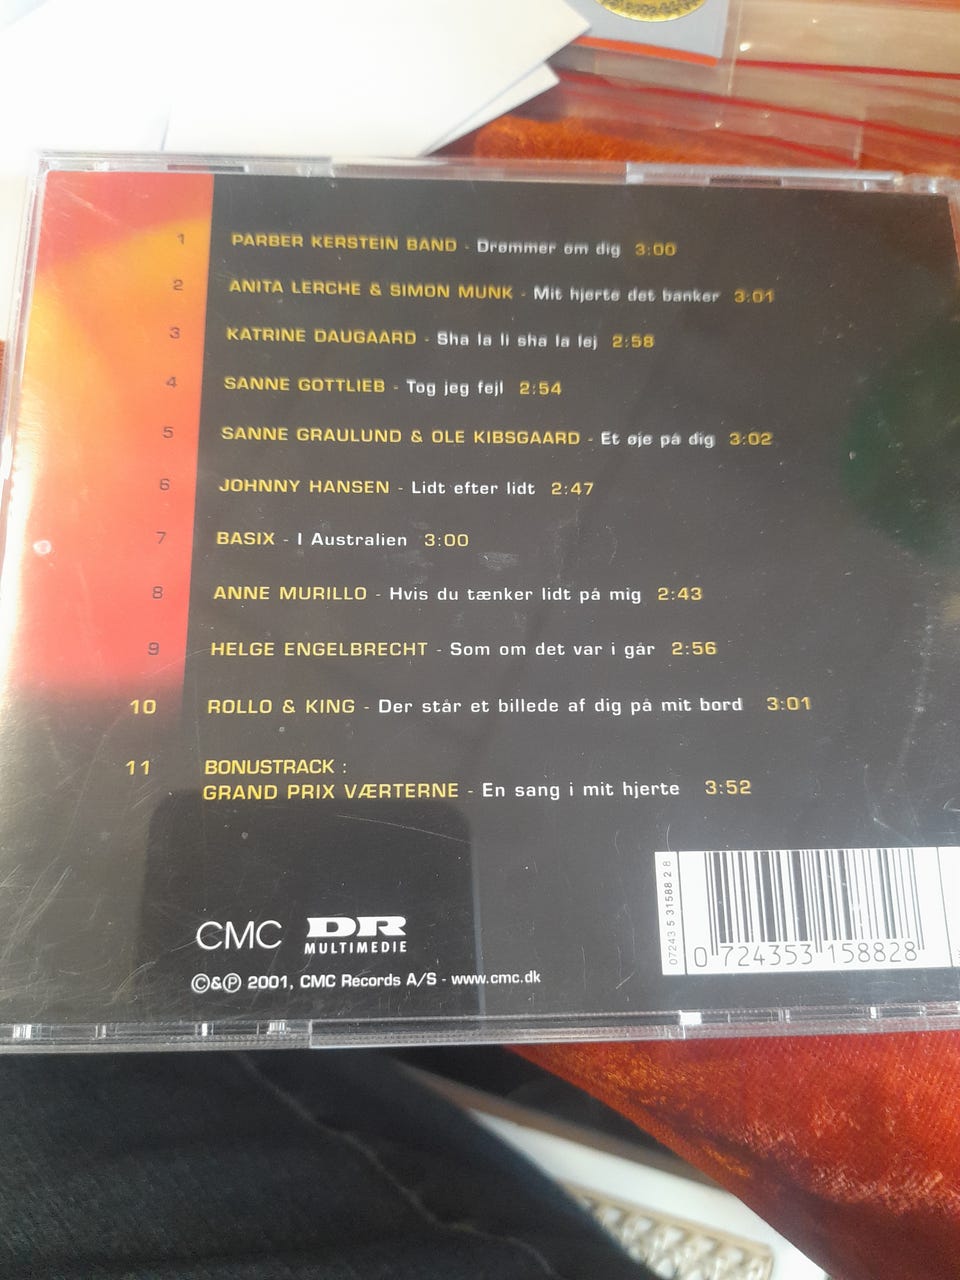 1 PARBER KERSTEIN BAND - Drømmer om dig 3:00
2 ANITA LERCHE & SIMON MUNK - Mit hjerte det banker 3:01
3 KATRINE DAUGAARD - Sha la li sha la lej 2:58
4 SANNE GOTTLIEB - Tog jeg fejl 2:54
5 SANNE GRAULUND & OLE KIBSGAARD - Et øje på dig 3:02
6 JOHNNY HANSEN - Lidt efter lidt 2:47
7 BASIX - I Australien 3:00
8 ANNE MURILLO - Hvis du tænker lidt på mig 2:43
9 HELGE ENGELBRECHT - Som om det var i går 2:56
10 ROLLO & KING - Der står et billede af dig på mit bord 3:01
11 BONUSTRACK :
GRAND PRIX VÆRTERNE - En sang i mit hjerte 3:52
CMC DR
MULTIMEDIE
©&℗ 2001, CMC Records A/S - www.cmc.dk
07243 5 31588 2 8
0 724353 158828